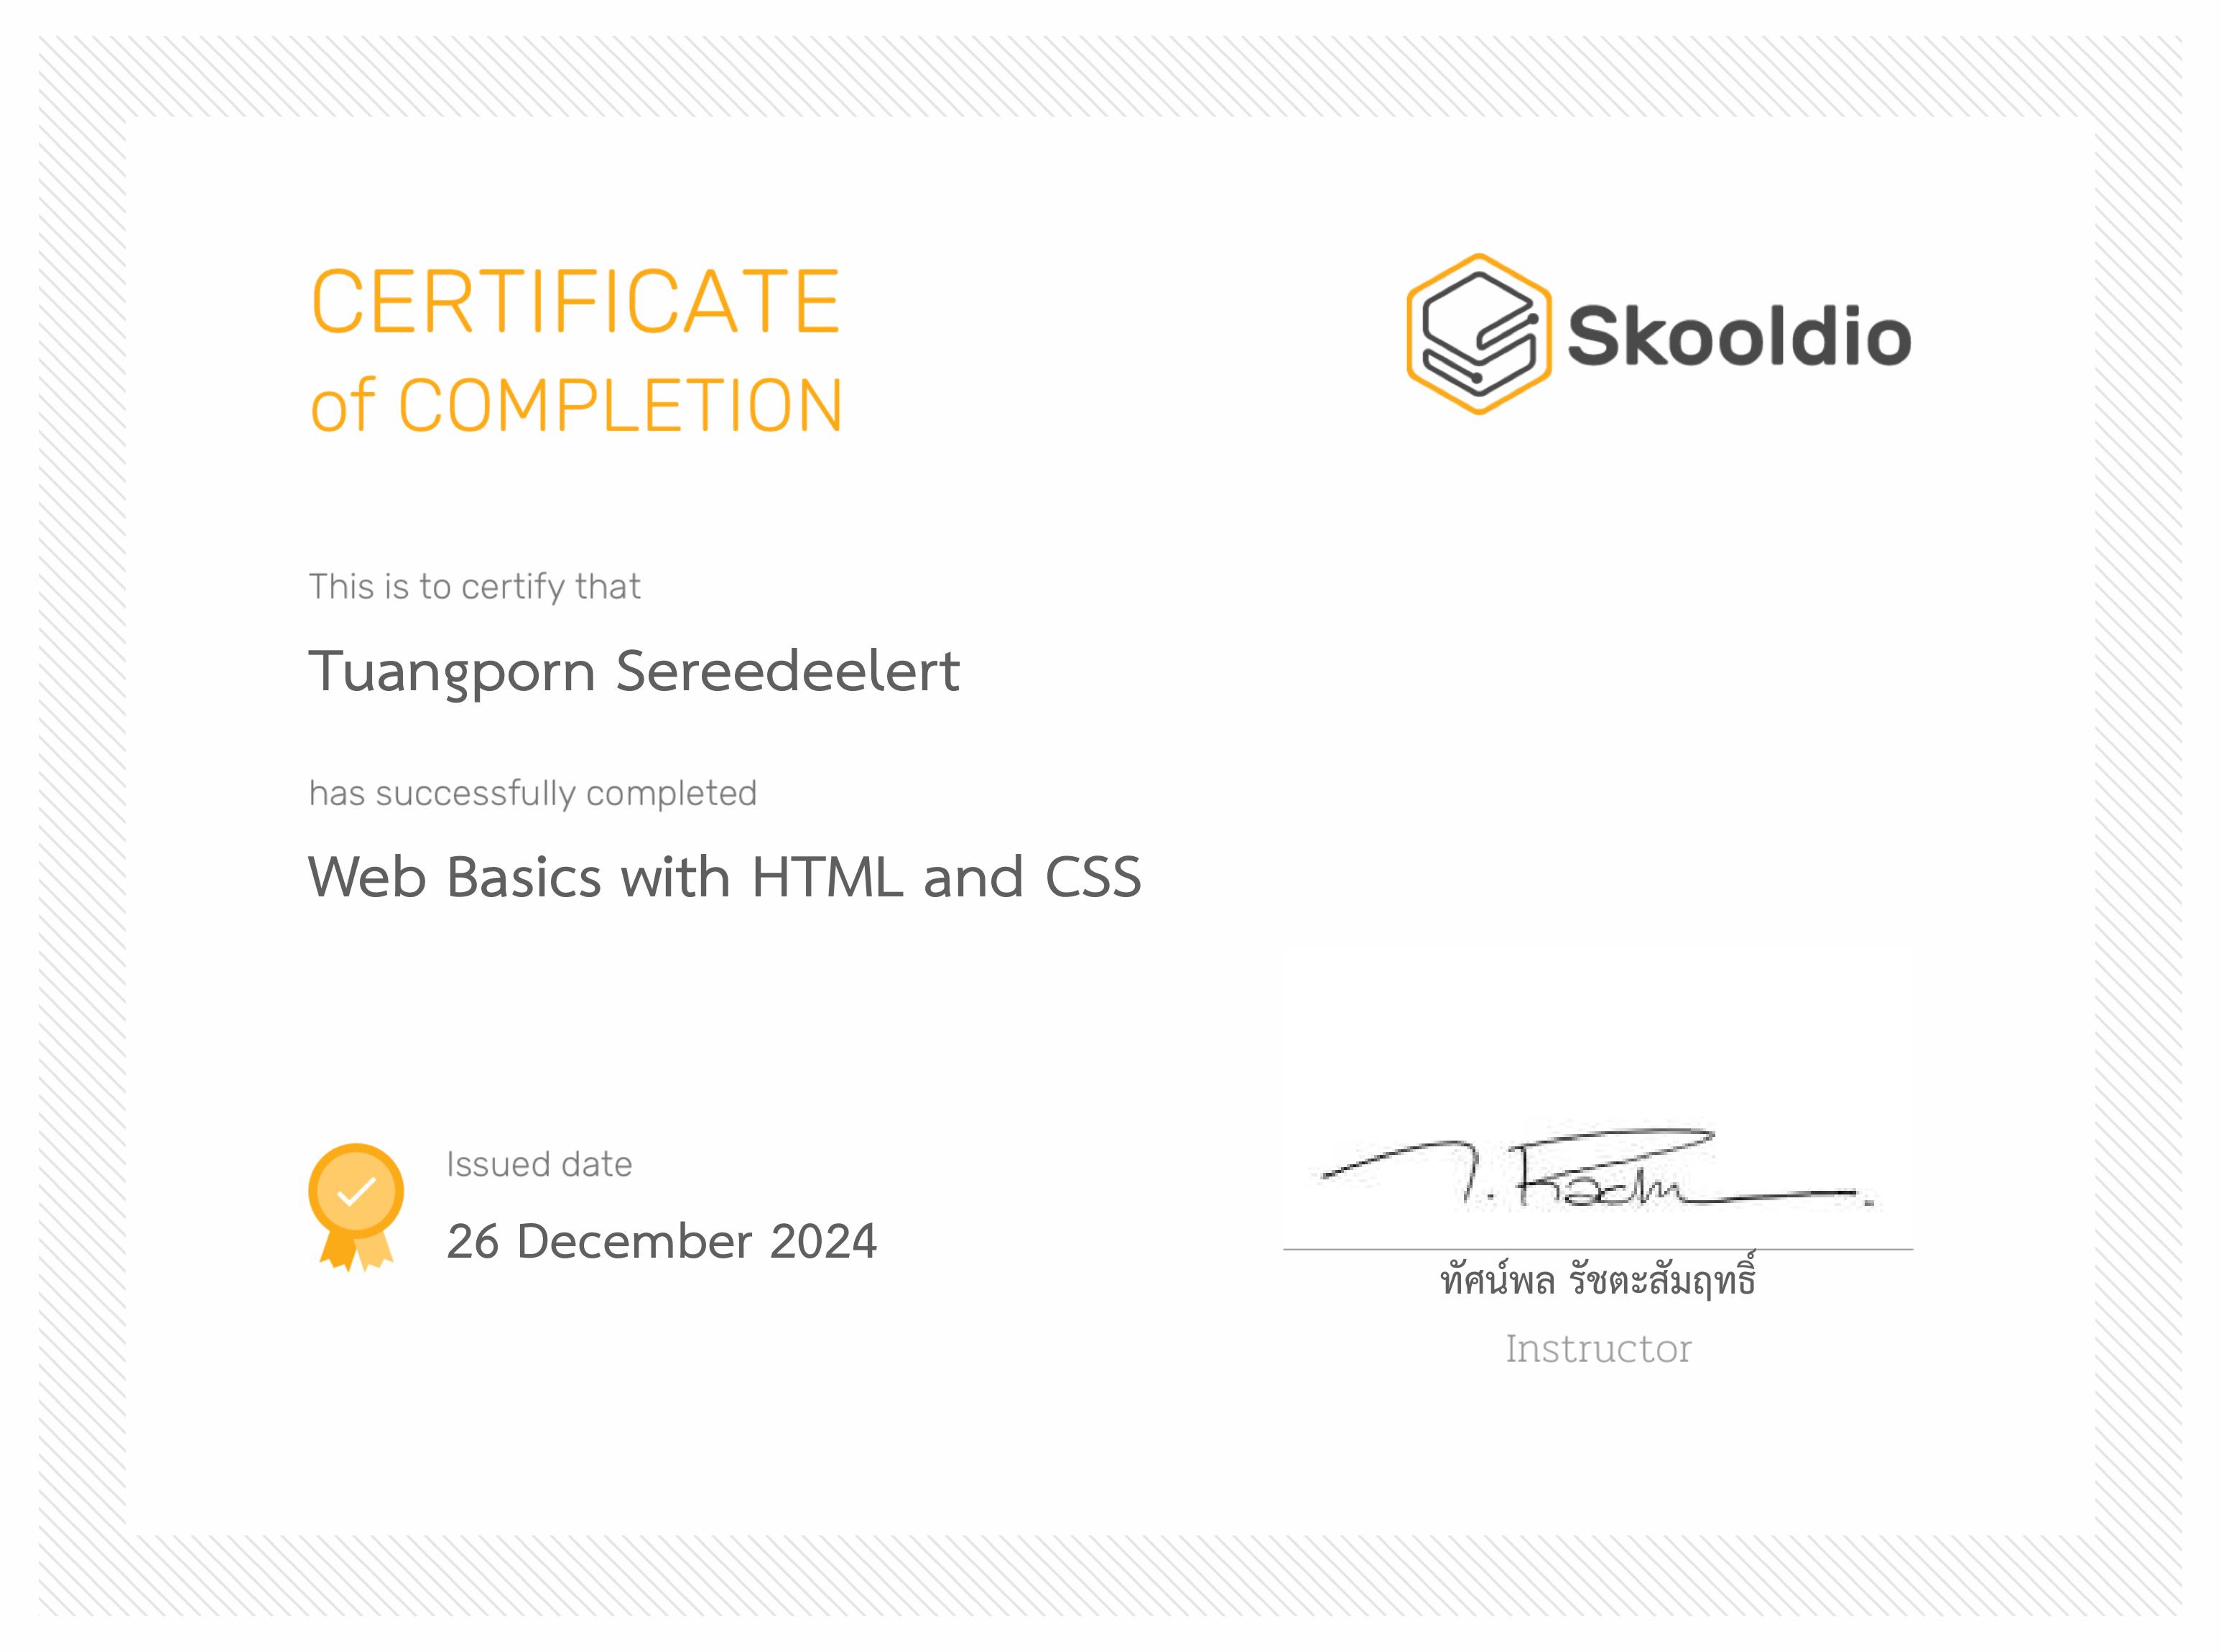 CERTIFICATE
of COMPLETION
Skooldio
This is to certify that
Tuangporn Sereedeelert
has successfully completed
Web Basics with HTML and CSS
Issued date
26 December 2024
ทัศน์พล รัชตะสัมฤทธิ์
Instructor